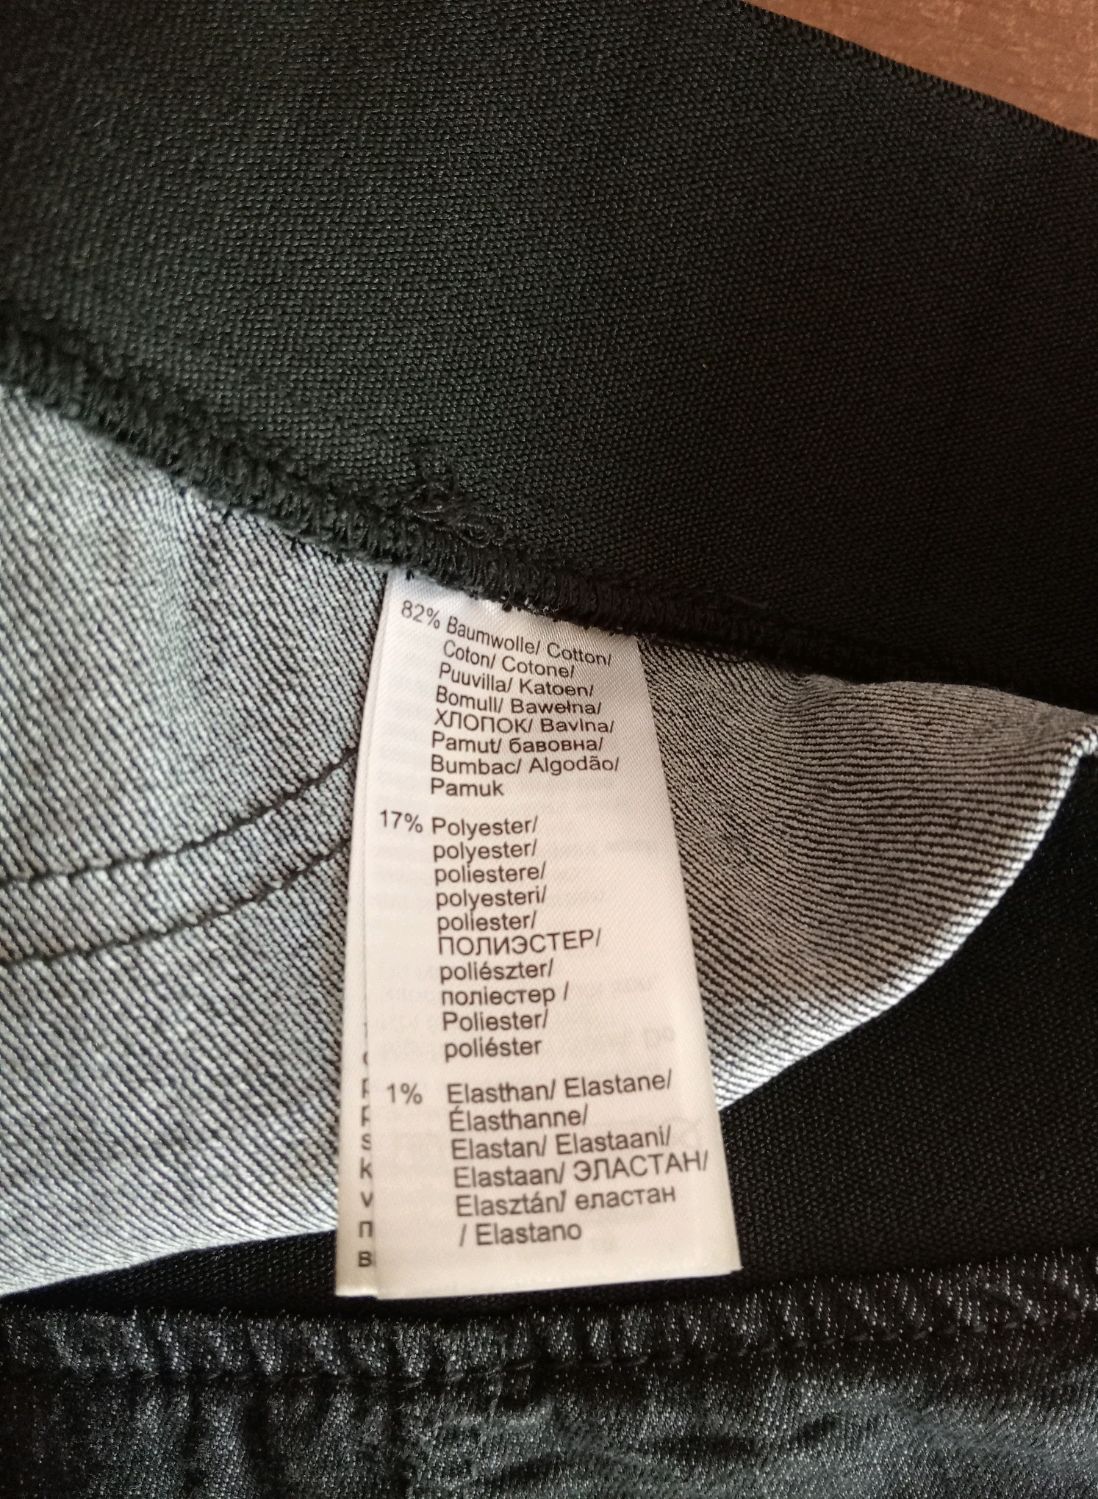 82% Baumwolle/ Cotton/
Coton/ Cotone/
Puuvilla/ Katoen/
Bomull/ Bawełna/
ХЛОПОК/ Bavlna/
Pamut/ бавовна/
Bumbac/ Algodão/
Pamuk
17% Polyester/
polyester/
poliestere/
polyesteri/
poliester/
ПОЛИЭСТЕР/
poliészter/
поліестер /
Poliester/
poliéster
1% Elasthan/ Elastane/
Élasthanne/
Elastan/ Elastaani/
Elastaan/ ЭЛАСТАН/
Elasztán/ еластан
/ Elastano